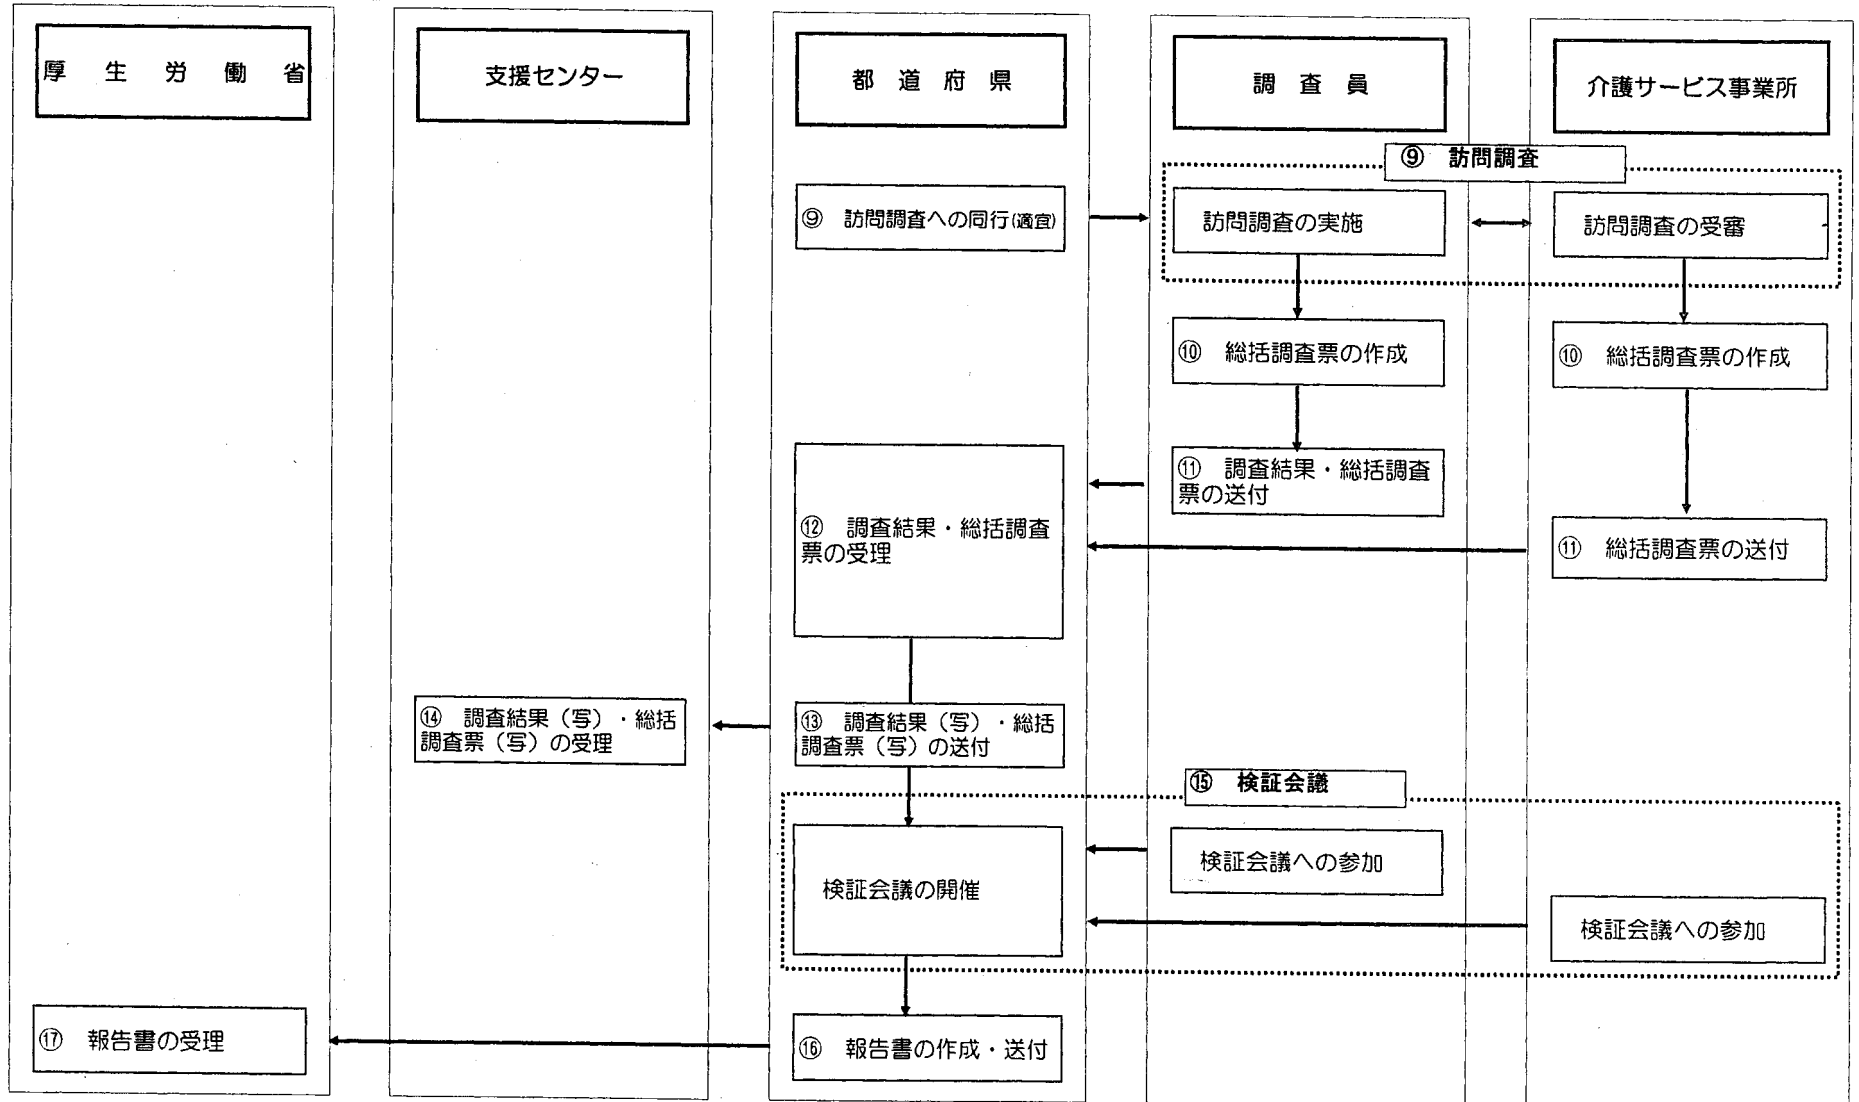 厚生労働省
支援センター
都道府県
調査員
介護サービス事業所
⑨ 訪問調査
⑨ 訪問調査への同行(適宜)
訪問調査の実施
訪問調査の受審
⑩ 総括調査票の作成
⑩ 総括調査票の作成
⑪ 調査結果・総括調査
票の送付
⑫ 調査結果・総括調査
票の受理
⑪ 総括調査票の送付
⑭ 調査結果（写）・総括
調査票（写）の受理
⑬ 調査結果（写）・総括
調査票（写）の送付
⑮ 検証会議
検証会議の開催
検証会議への参加
検証会議への参加
⑰ 報告書の受理
⑯ 報告書の作成・送付